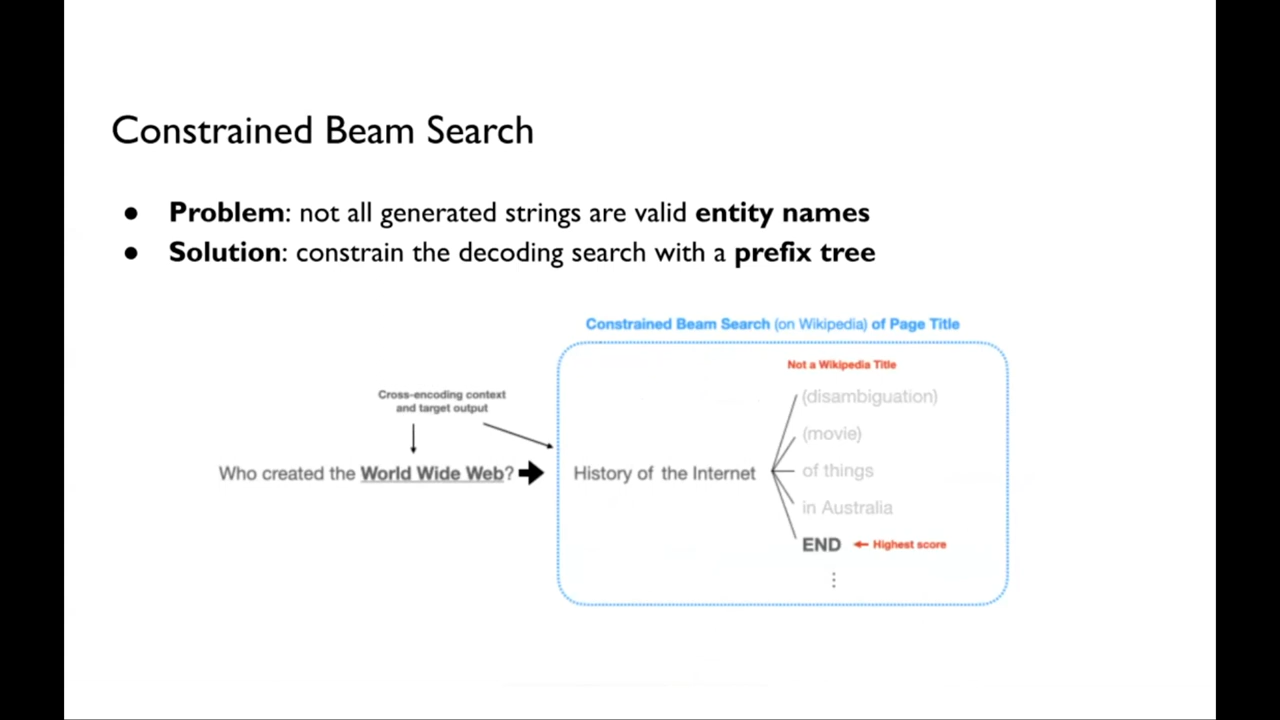 Constrained Beam Search
● Problem: not all generated strings are valid entity names
● Solution: constrain the decoding search with a prefix tree
Constrained Beam Search (on Wikipedia) of Page Title
Not a Wikipedia Title
Cross-encoding context
and target output
(disambiguation)
(movie)
Who created the World Wide Web?
History of the Internet
of things
in Australia
END
Highest score